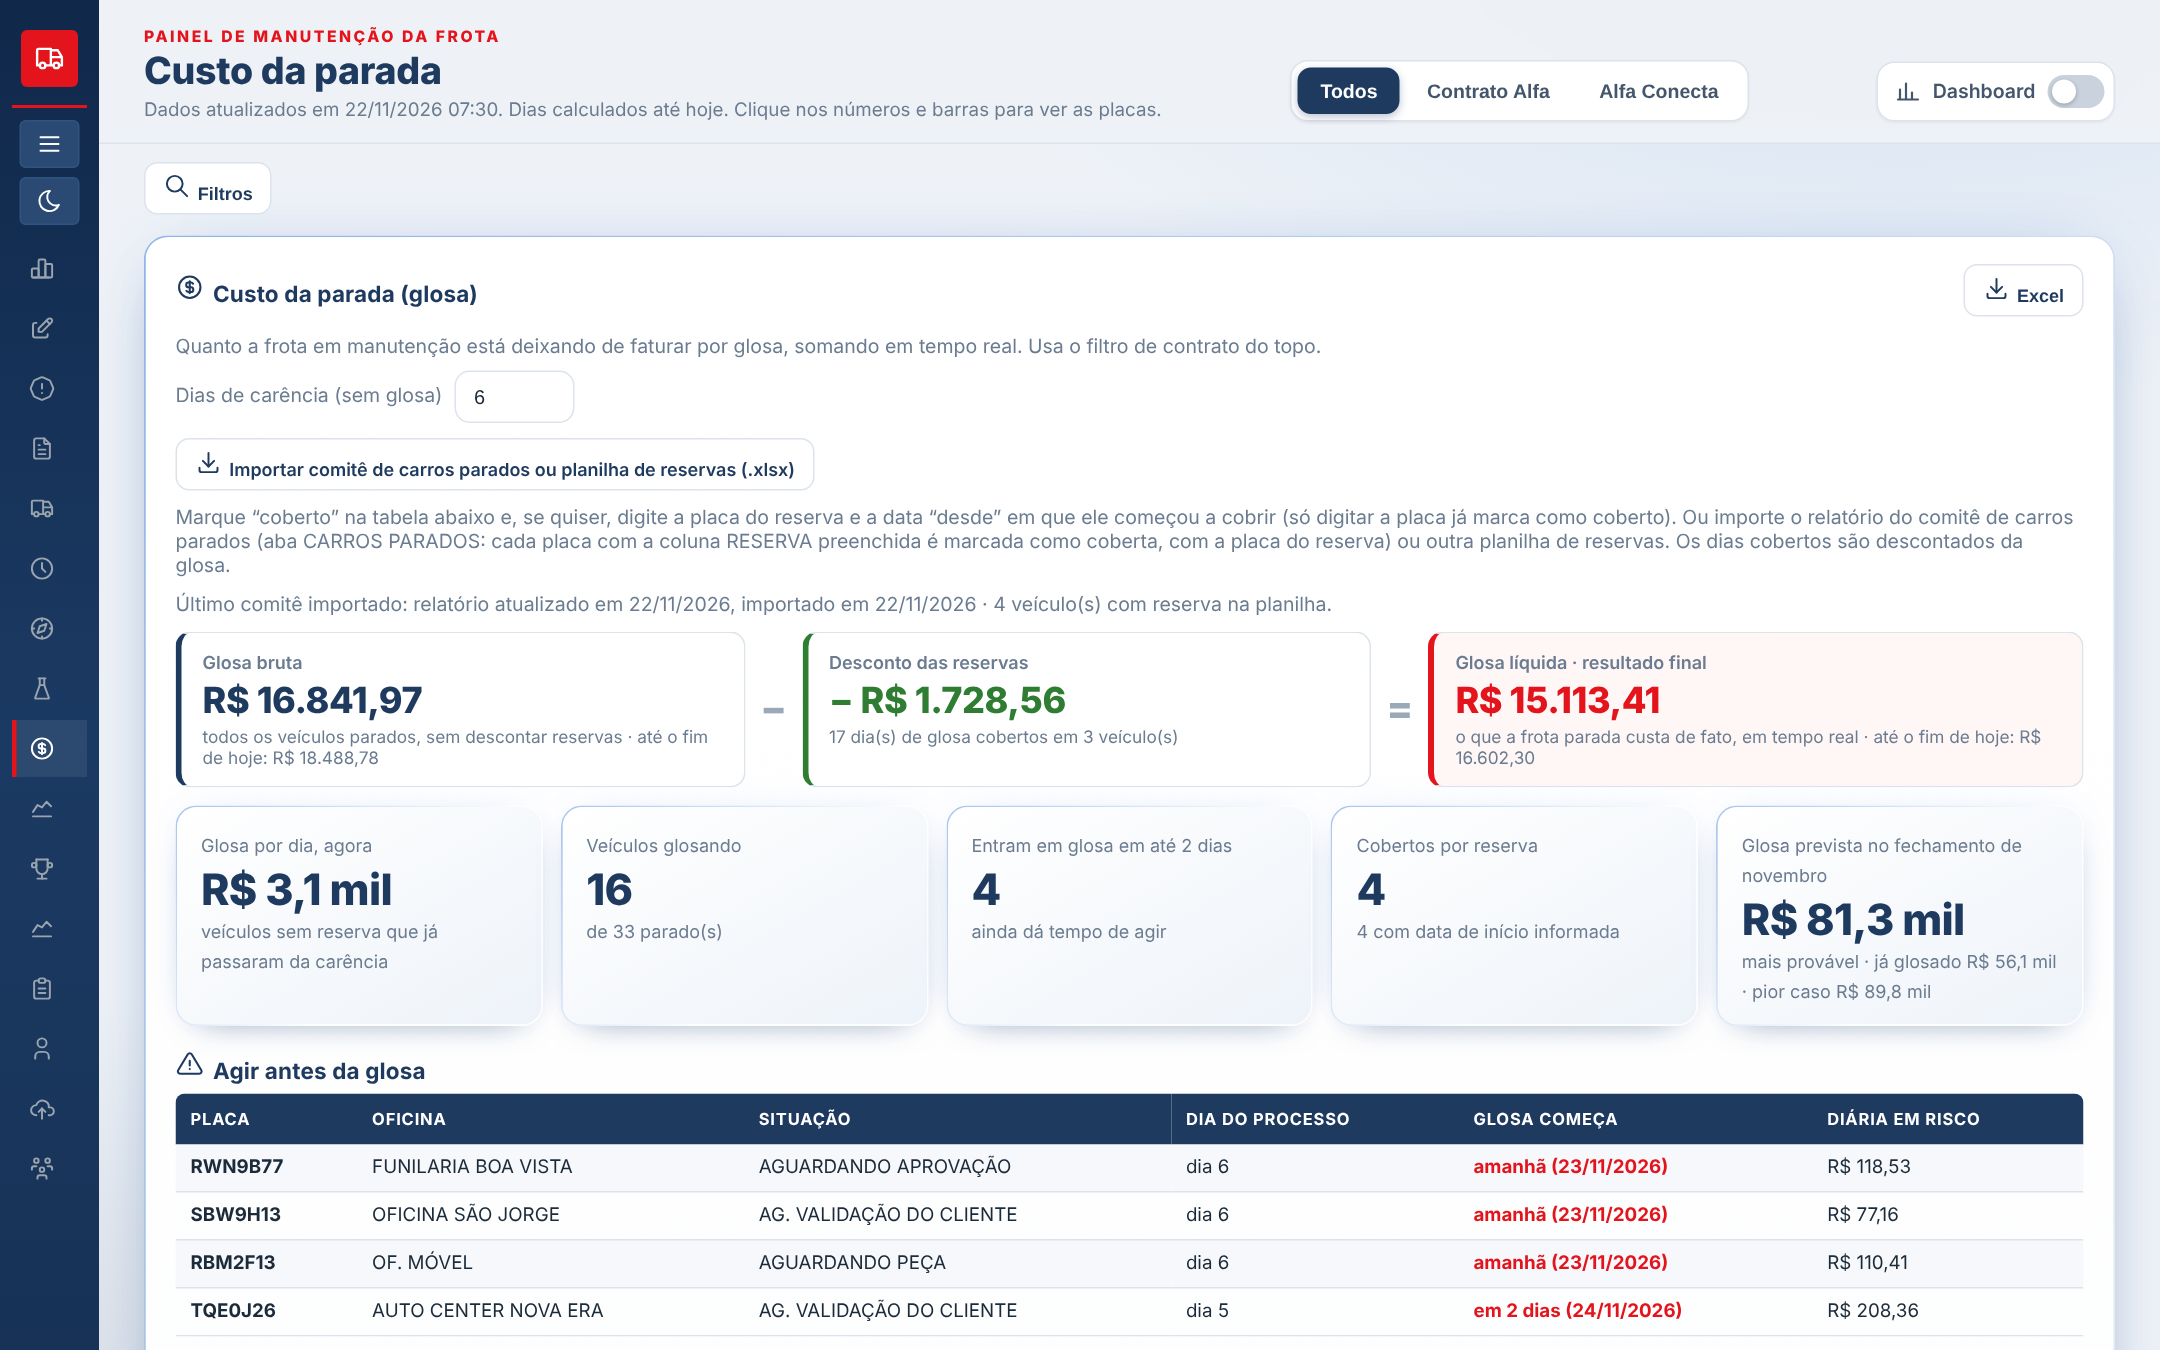 PAINEL DE MANUTENÇÃO DA FROTA
Custo da parada
Dados atualizados em 22/11/2026 07:30. Dias calculados até hoje. Clique nos números e barras para ver as placas.
Todos
Contrato Alfa
Alfa Conecta
Dashboard
Filtros
Custo da parada (glosa)
Excel
Quanto a frota em manutenção está deixando de faturar por glosa, somando em tempo real. Usa o filtro de contrato do topo.
Dias de carência (sem glosa)
6
Importar comitê de carros parados ou planilha de reservas (.xlsx)
Marque “coberto” na tabela abaixo e, se quiser, digite a placa do reserva e a data “desde” em que ele começou a cobrir (só digitar a placa já marca como coberto). Ou importe o relatório do comitê de carros
parados (aba CARROS PARADOS: cada placa com a coluna RESERVA preenchida é marcada como coberta, com a placa do reserva) ou outra planilha de reservas. Os dias cobertos são descontados da
glosa.
Último comitê importado: relatório atualizado em 22/11/2026, importado em 22/11/2026 · 4 veículo(s) com reserva na planilha.
Glosa bruta
R$ 16.841,97
todos os veículos parados, sem descontar reservas · até o fim
de hoje: R$ 18.488,78
–
Desconto das reservas
– R$ 1.728,56
17 dia(s) de glosa cobertos em 3 veículo(s)
=
Glosa líquida · resultado final
R$ 15.113,41
o que a frota parada custa de fato, em tempo real · até o fim de hoje: R$
16.602,30
Glosa por dia, agora
R$ 3,1 mil
veículos sem reserva que já
passaram da carência
Veículos glosando
16
de 33 parado(s)
Entram em glosa em até 2 dias
4
ainda dá tempo de agir
Cobertos por reserva
4
4 com data de início informada
Glosa prevista no fechamento de
novembro
R$ 81,3 mil
mais provável · já glosado R$ 56,1 mil
· pior caso R$ 89,8 mil
Agir antes da glosa
PLACA OFICINA SITUAÇÃO DIA DO PROCESSO GLOSA COMEÇA DIÁRIA EM RISCO
RWN9B77 FUNILARIA BOA VISTA AGUARDANDO APROVAÇÃO dia 6 amanhã (23/11/2026) R$ 118,53
SBW9H13 OFICINA SÃO JORGE AG. VALIDAÇÃO DO CLIENTE dia 6 amanhã (23/11/2026) R$ 77,16
RBM2F13 OF. MÓVEL AGUARDANDO PEÇA dia 6 amanhã (23/11/2026) R$ 110,41
TQE0J26 AUTO CENTER NOVA ERA AG. VALIDAÇÃO DO CLIENTE dia 5 em 2 dias (24/11/2026) R$ 208,36